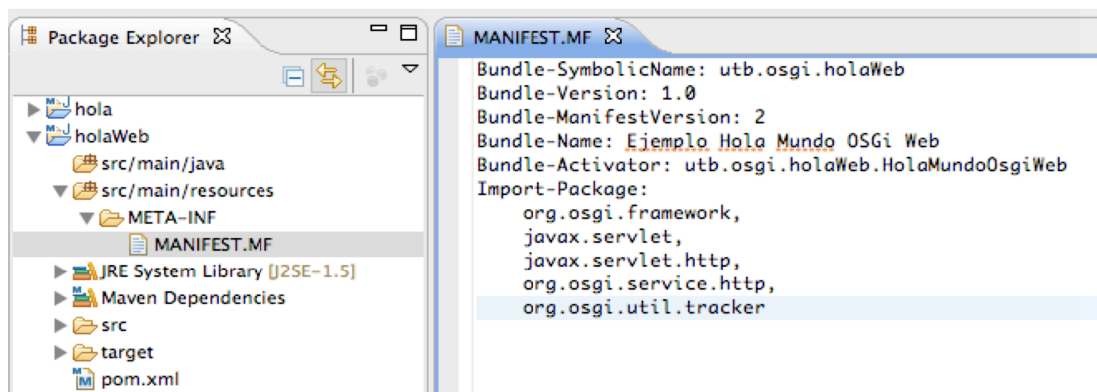 Package Explorer
hola
holaWeb
src/main/java
src/main/resources
META-INF
MANIFEST.MF
JRE System Library [J2SE-1.5]
Maven Dependencies
src
target
pom.xml
MANIFEST.MF
Bundle-SymbolicName: utb.osgi.holaWeb
Bundle-Version: 1.0
Bundle-ManifestVersion: 2
Bundle-Name: Ejemplo Hola Mundo OSGi Web
Bundle-Activator: utb.osgi.holaWeb.HolaMundoOsgiWeb
Import-Package:
org.osgi.framework,
javax.servlet,
javax.servlet.http,
org.osgi.service.http,
org.osgi.util.tracker